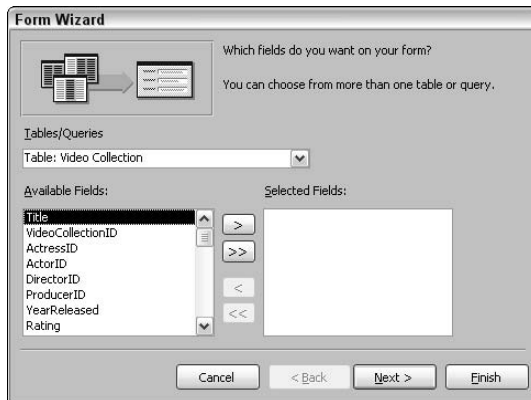 Form Wizard
Which fields do you want on your form?
You can choose from more than one table or query.
Tables/Queries
Table: Video Collection
Available Fields:
Selected Fields:
Title
VideoCollectionID
ActressID
ActorID
DirectorID
ProducerID
YearReleased
Rating
>
>>
<
<<
Cancel
< Back
Next >
Finish